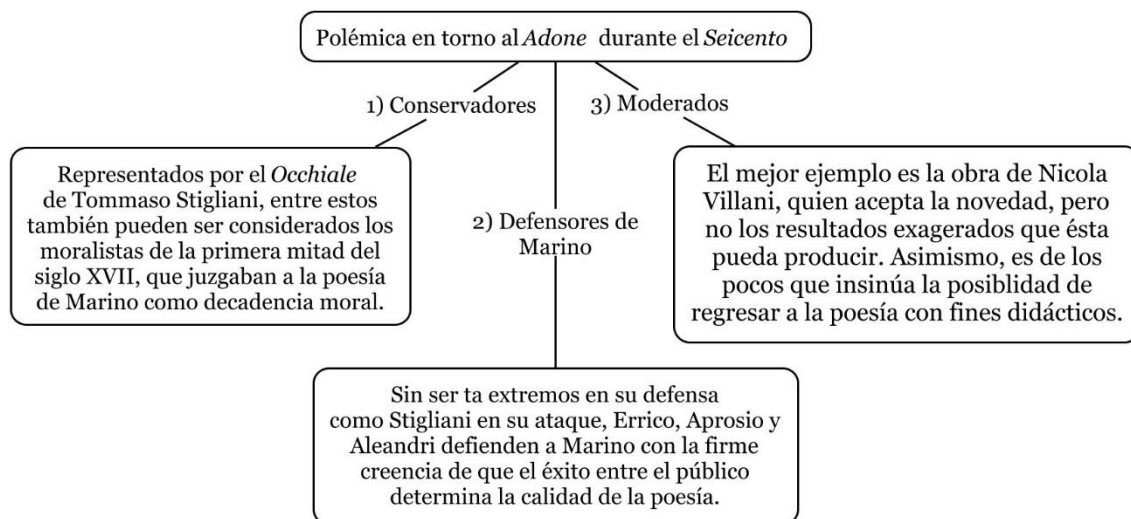 Polémica en torno al Adone durante el Seicento
1) Conservadores
3) Moderados
Representados por el Occhiale
de Tommaso Stigliani, entre estos
también pueden ser considerados los
moralistas de la primera mitad del
siglo XVII, que juzgaban a la poesía
de Marino como decadencia moral.
2) Defensores de
Marino
El mejor ejemplo es la obra de Nicola
Villani, quien acepta la novedad, pero
no los resultados exagerados que ésta
pueda producir. Asimismo, es de los
pocos que insinúa la posiblidad de
regresar a la poesía con fines didácticos.
Sin ser ta extremos en su defensa
como Stigliani en su ataque, Errico, Aprosio y
Aleandri defienden a Marino con la firme
creencia de que el éxito entre el público
determina la calidad de la poesía.